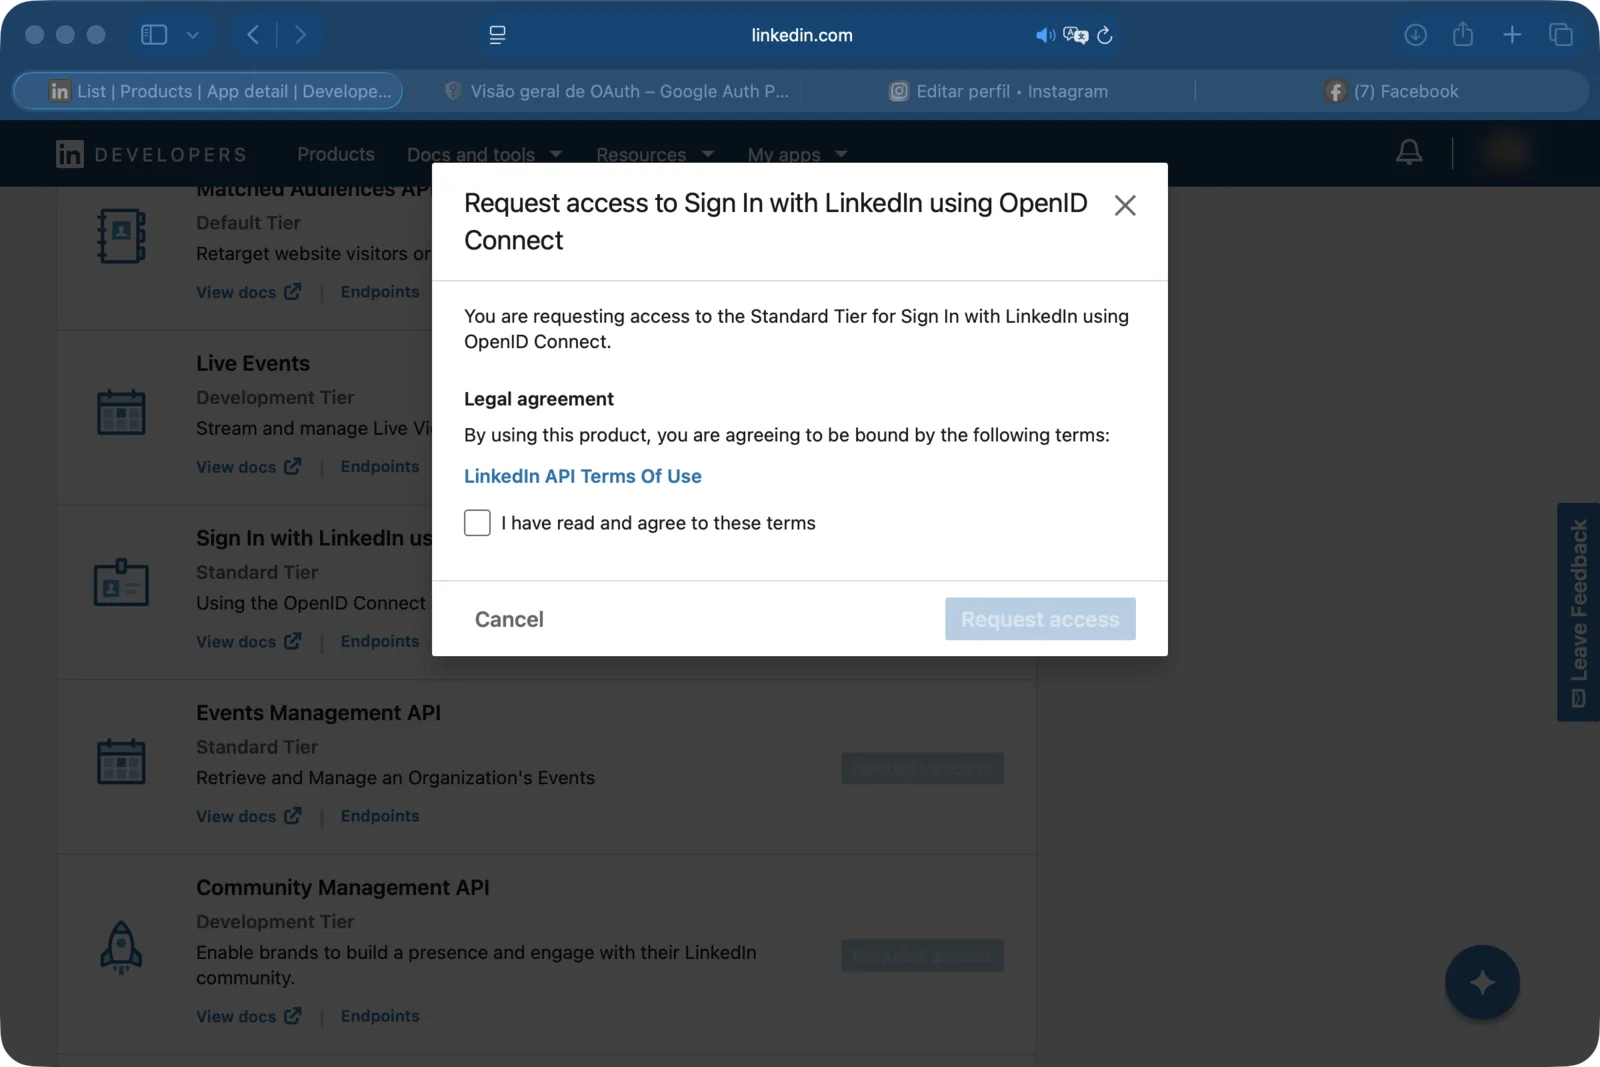 linkedin.com
List | Products | App detail | Develope...
Visão geral de OAuth – Google Auth P...
Editar perfil • Instagram
(7) Facebook
in DEVELOPERS
Products
Docs and tools
Resources
My apps
Matched Audiences AP
Default Tier
Retarget website visitors or
View docs | Endpoints
Live Events
Development Tier
Stream and manage Live Vi
View docs | Endpoints
Sign In with LinkedIn us
Standard Tier
Using the OpenID Connect
View docs | Endpoints
Events Management API
Standard Tier
Retrieve and Manage an Organization's Events
Request access
View docs | Endpoints
Community Management API
Development Tier
Enable brands to build a presence and engage with their LinkedIn
community.
Request access
View docs | Endpoints
Request access to Sign In with LinkedIn using OpenID
Connect
You are requesting access to the Standard Tier for Sign In with LinkedIn using
OpenID Connect.
Legal agreement
By using this product, you are agreeing to be bound by the following terms:
LinkedIn API Terms Of Use
I have read and agree to these terms
Cancel
Request access
Leave Feedback